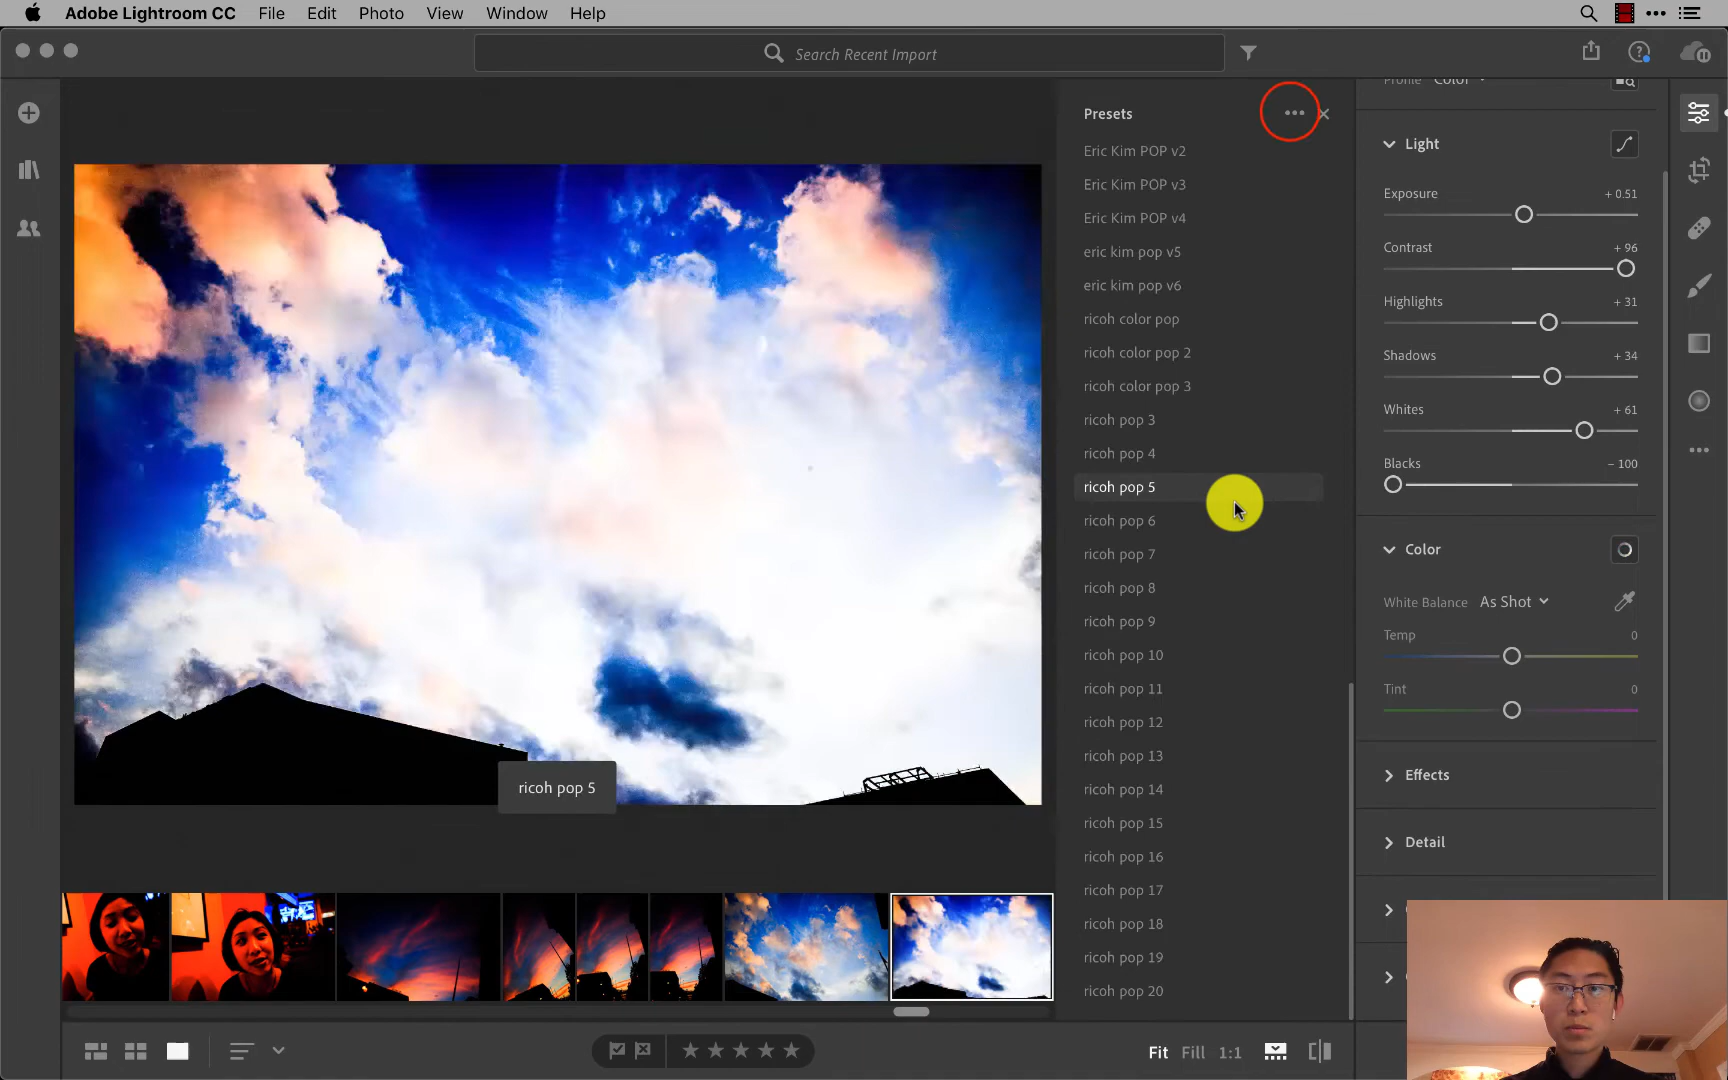 Adobe Lightroom CC File Edit Photo View Window Help
Search Recent Import
Presets
Eric Kim POP v2
Eric Kim POP v3
Eric Kim POP v4
eric kim pop v5
eric kim pop v6
ricoh color pop
ricoh color pop 2
ricoh color pop 3
ricoh pop 3
ricoh pop 4
ricoh pop 5
ricoh pop 6
ricoh pop 7
ricoh pop 8
ricoh pop 9
ricoh pop 10
ricoh pop 11
ricoh pop 12
ricoh pop 13
ricoh pop 14
ricoh pop 15
ricoh pop 16
ricoh pop 17
ricoh pop 18
ricoh pop 19
ricoh pop 20
Profile Color
Light
Exposure + 0.51
Contrast + 96
Highlights + 31
Shadows + 34
Whites + 61
Blacks – 100
Color
White Balance As Shot
Temp 0
Tint 0
Effects
Detail
ricoh pop 5
Fit Fill 1:1